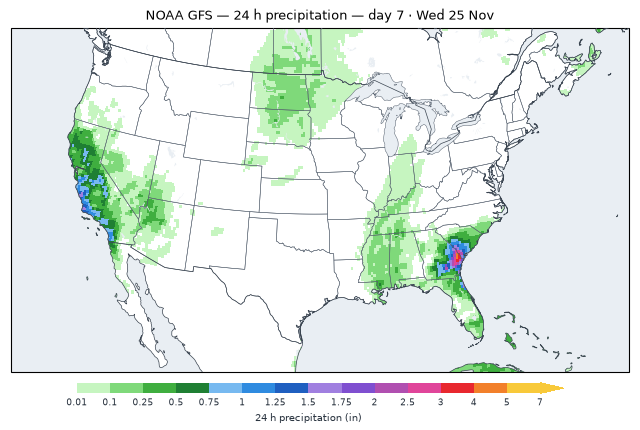 NOAA GFS — 24 h precipitation — day 7 · Wed 25 Nov
0.01 0.1 0.25 0.5 0.75 1 1.25 1.5 1.75 2 2.5 3 4 5 7
24 h precipitation (in)